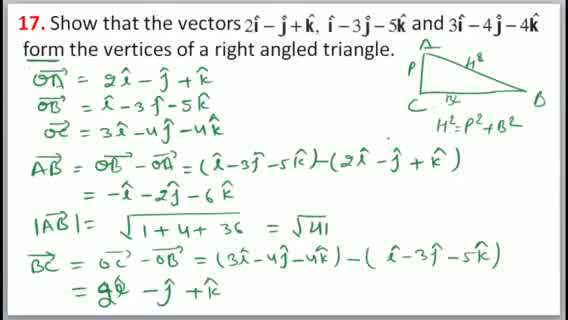 17. Show that the vectors 2î − ĵ + k̂, î − 3ĵ − 5k̂ and 3î − 4ĵ − 4k̂
form the vertices of a right angled triangle.
OA⃗ = 2î − ĵ + k̂
OB⃗ = î − 3ĵ − 5k̂
OC⃗ = 3î − 4ĵ − 4k̂
A
P
H²
C
B
H² = P² + B²
AB⃗ = OB⃗ − OA⃗ = (î − 3ĵ − 5k̂) − (2î − ĵ + k̂)
= −î − 2ĵ − 6k̂
|AB⃗| = √(1 + 4 + 36) = √41
BC⃗ = OC⃗ − OB⃗ = (3î − 4ĵ − 4k̂) − (î − 3ĵ − 5k̂)
= 2î − ĵ + k̂